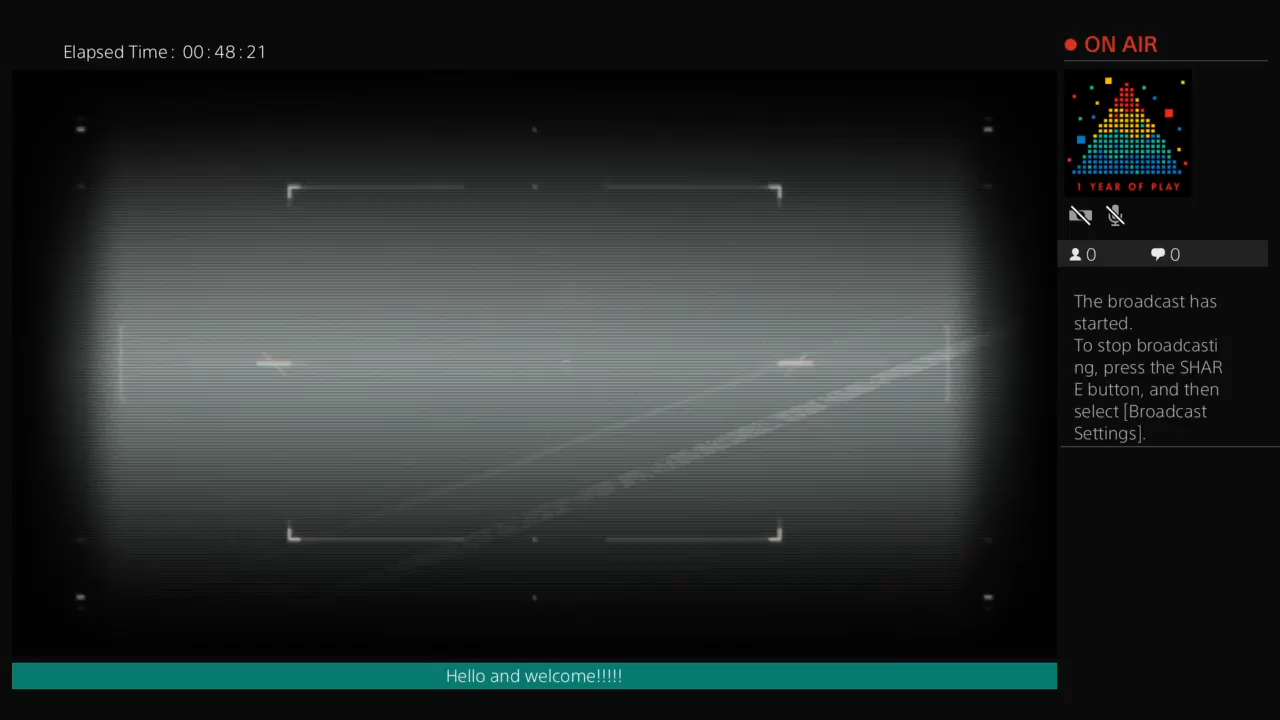 Elapsed Time: 00:48:21
ON AIR
1 YEAR OF PLAY
0
0
The broadcast has
started.
To stop broadcasti
ng, press the SHAR
E button, and then
select [Broadcast
Settings].
Hello and welcome!!!!!